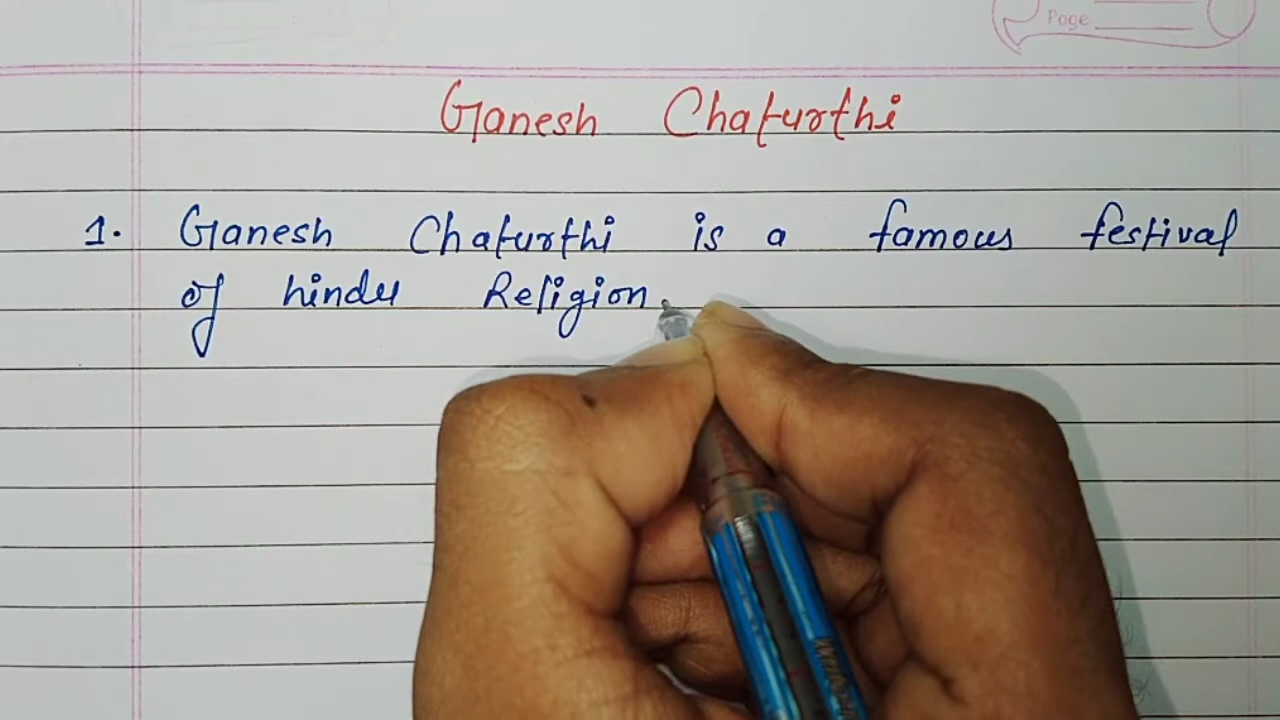 Page
Ganesh Chaturthi
1. Ganesh Chaturthi is a famous festival
of hindu Religion.